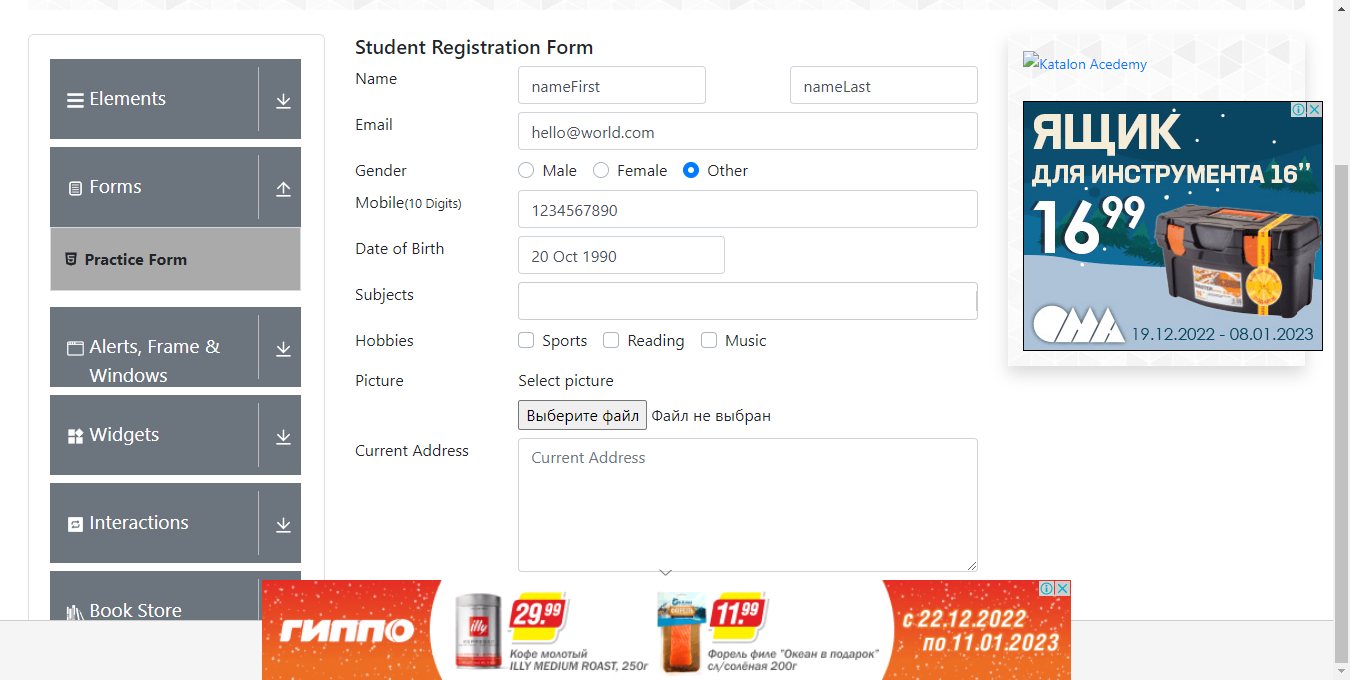 Elements
Forms
Practice Form
Alerts, Frame &
Windows
Widgets
Interactions
Book Store
Student Registration Form
Name
nameFirst
nameLast
Email
hello@world.com
Gender
Male
Female
Other
Mobile(10 Digits)
1234567890
Date of Birth
20 Oct 1990
Subjects
Hobbies
Sports
Reading
Music
Picture
Select picture
Выберите файл
Файл не выбран
Current Address
Current Address
Katalon Acedemy
ЯЩИК
ДЛЯ ИНСТРУМЕНТА 16’’
16 99
ОМА
19.12.2022 - 08.01.2023
ГИППО
illy
29.99
Кофе молотый
ILLY MEDIUM ROAST, 250г
11.99
Форель филе "Океан в подарок"
сл/солёная 200г
с 22.12.2022
по 11.01.2023